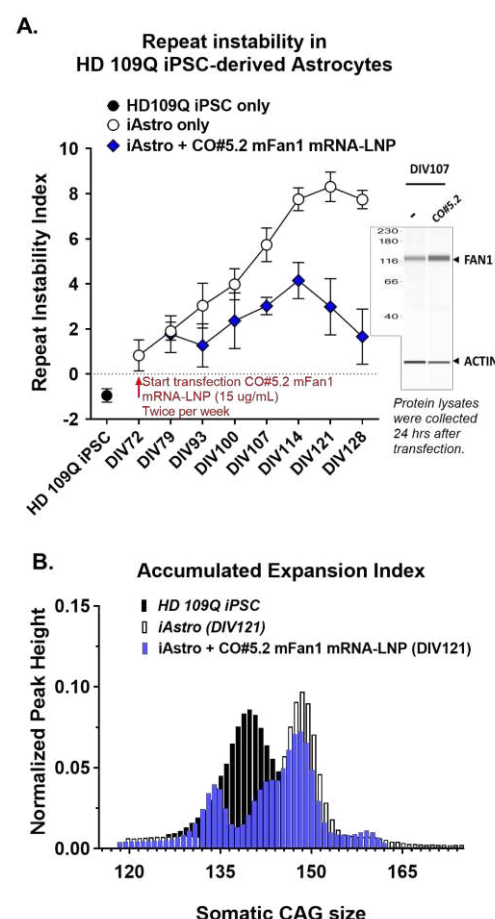 A.
Repeat instability in
HD 109Q iPSC-derived Astrocytes
HD109Q iPSC only
iAstro only
iAstro + CO#5.2 mFan1 mRNA-LNP
Repeat Instability Index
10
8
6
4
2
0
-2
Start transfection CO#5.2 mFan1
mRNA-LNP (15 ug/mL)
Twice per week
HD 109Q iPSC
DIV72
DIV79
DIV93
DIV100
DIV107
DIV114
DIV121
DIV128
DIV107
-
CO#5.2
230
180
116
66
40
FAN1
ACTIN
Protein lysates
were collected
24 hrs after
transfection.
B.
Accumulated Expansion Index
HD 109Q iPSC
iAstro (DIV121)
iAstro + CO#5.2 mFan1 mRNA-LNP (DIV121)
Normalized Peak Height
0.15
0.10
0.05
0.00
120
135
150
165
Somatic CAG size